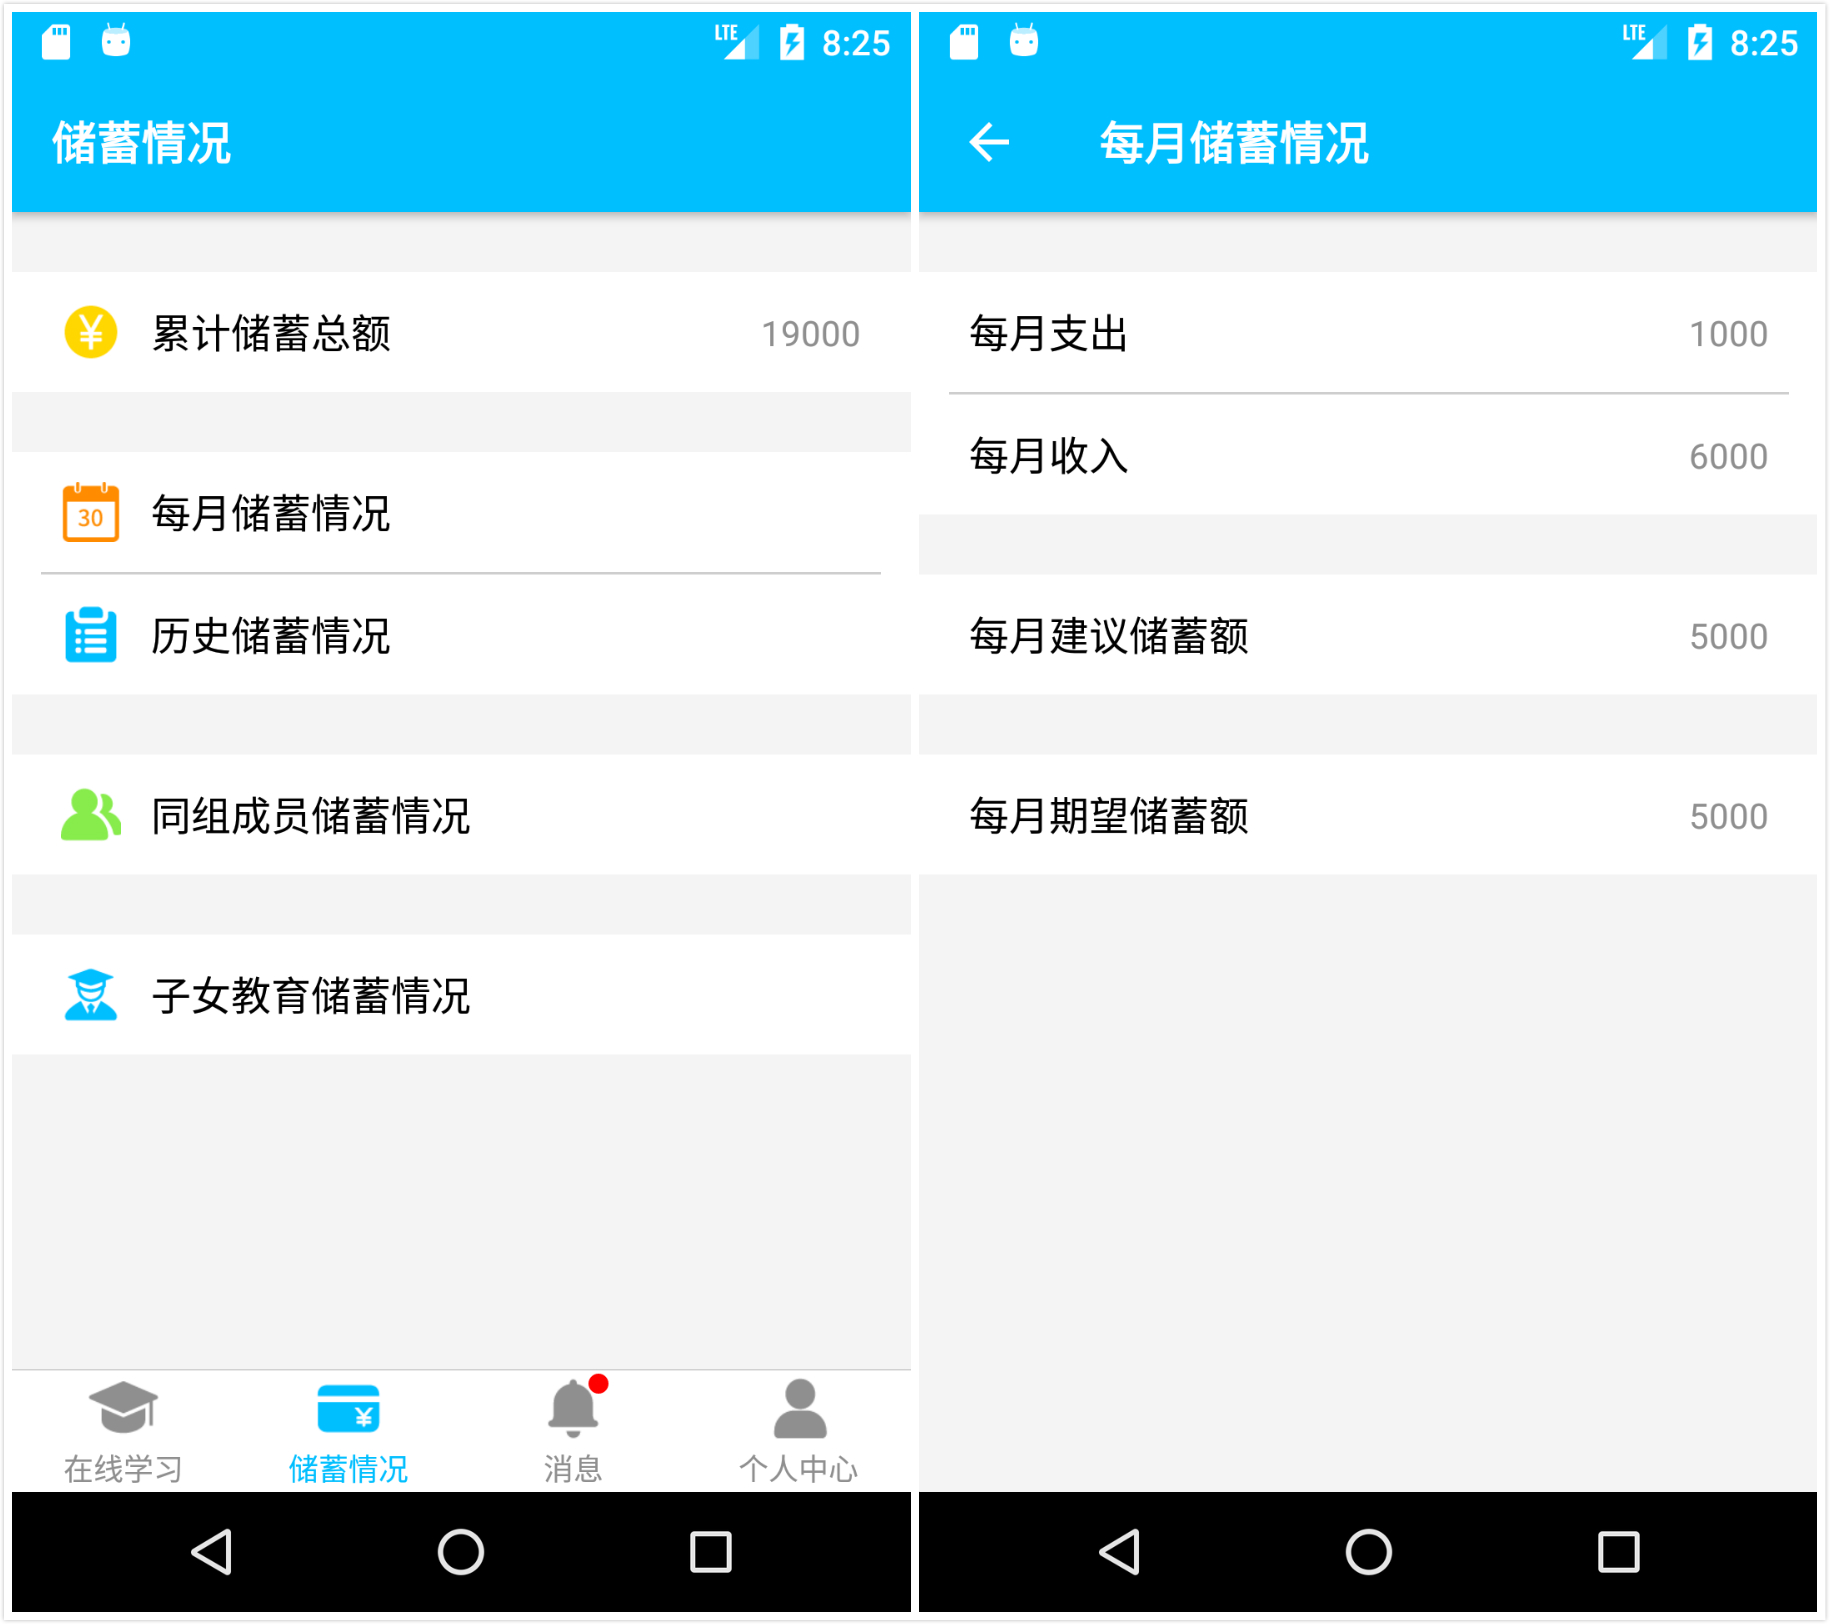 LTE 8:25
储蓄情况
累计储蓄总额 19000
30 每月储蓄情况
历史储蓄情况
同组成员储蓄情况
子女教育储蓄情况
在线学习 储蓄情况 消息 个人中心
LTE 8:25
每月储蓄情况
每月支出 1000
每月收入 6000
每月建议储蓄额 5000
每月期望储蓄额 5000